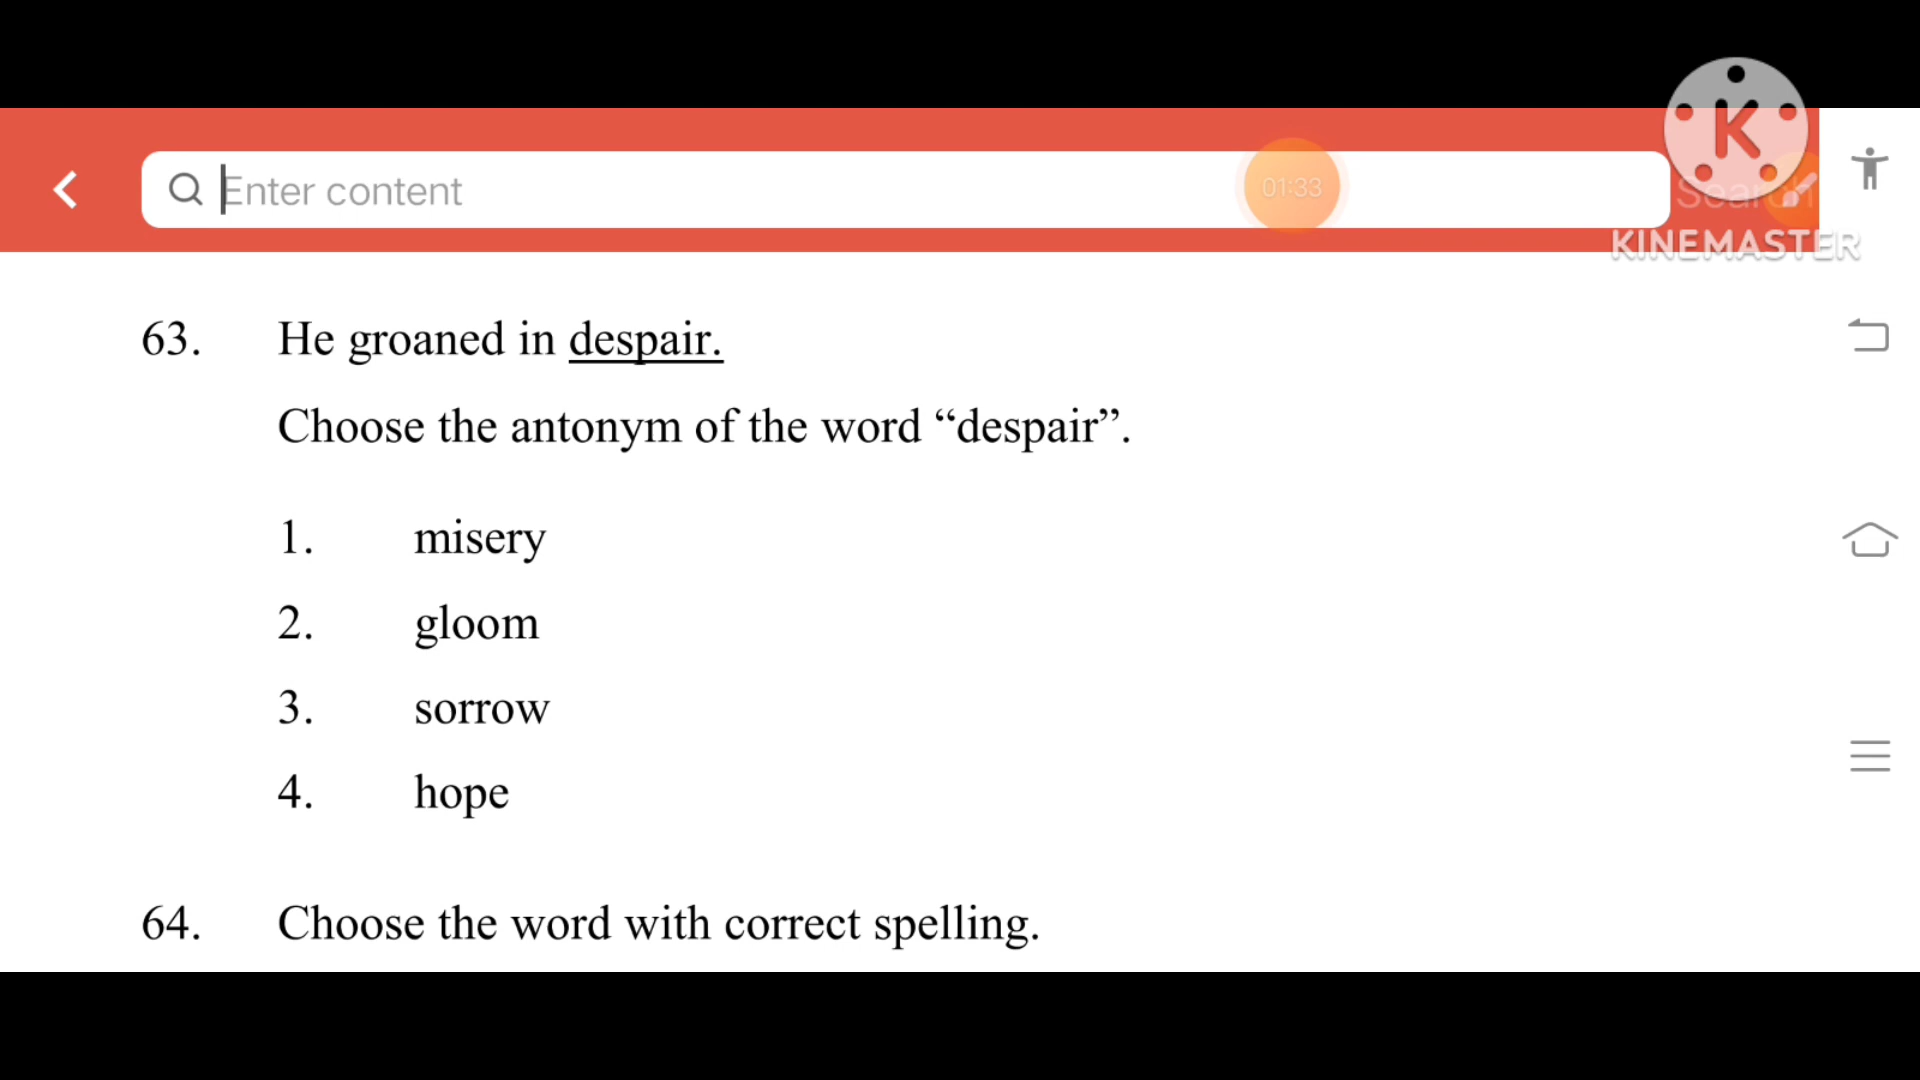 Enter content
01:33
Search
K
KINEMASTER
63. He groaned in despair.
Choose the antonym of the word “despair”.
1. misery
2. gloom
3. sorrow
4. hope
64. Choose the word with correct spelling.